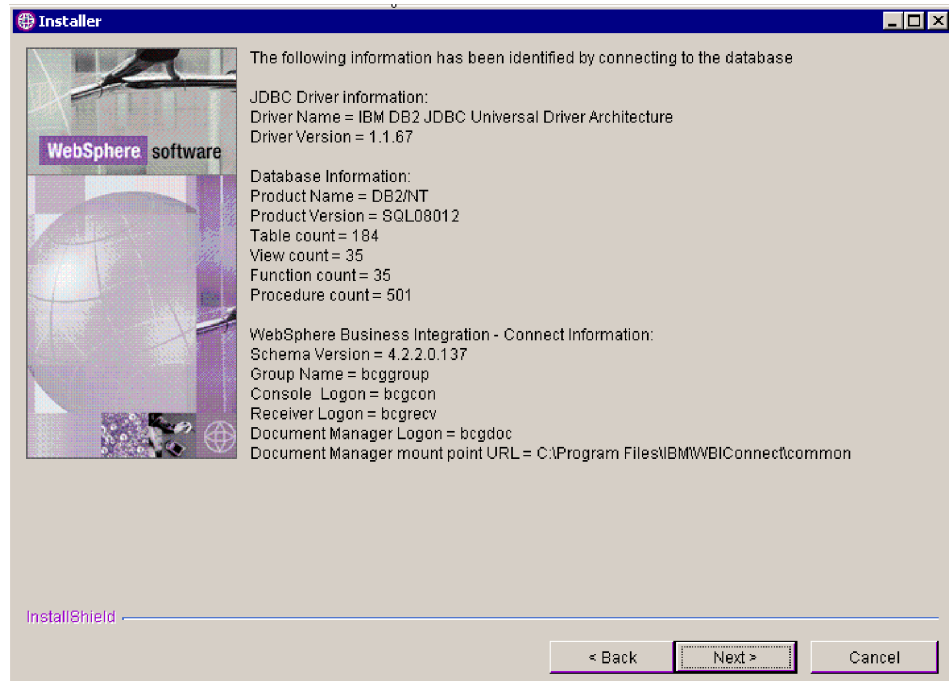 Installer
The following information has been identified by connecting to the database
JDBC Driver information:
Driver Name = IBM DB2 JDBC Universal Driver Architecture
Driver Version = 1.1.67
WebSphere software
Database Information:
Product Name = DB2/NT
Product Version = SQL08012
Table count = 184
View count = 35
Function count = 35
Procedure count = 501
WebSphere Business Integration - Connect Information:
Schema Version = 4.2.2.0.137
Group Name = bcggroup
Console Logon = bcgcon
Receiver Logon = bcgrecv
Document Manager Logon = bcgdoc
Document Manager mount point URL = C:\Program Files\IBM\WBIConnect\common
InstallShield
< Back
Next >
Cancel